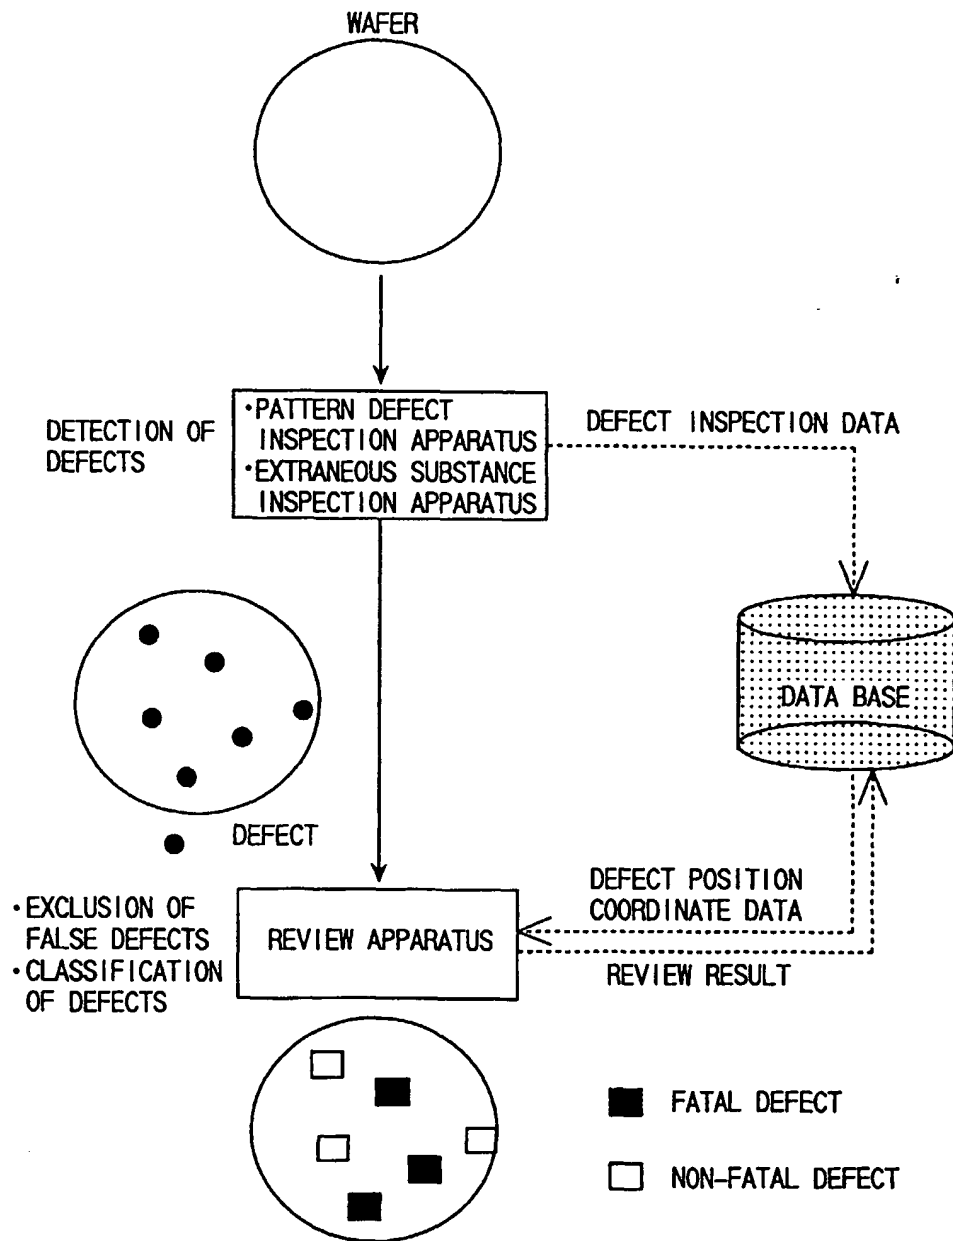 WAFER
DETECTION OF
DEFECTS
・PATTERN DEFECT
INSPECTION APPARATUS
・EXTRANEOUS SUBSTANCE
INSPECTION APPARATUS
DEFECT INSPECTION DATA
DATA BASE
DEFECT
・EXCLUSION OF
FALSE DEFECTS
・CLASSIFICATION
OF DEFECTS
REVIEW APPARATUS
DEFECT POSITION
COORDINATE DATA
REVIEW RESULT
FATAL DEFECT
NON-FATAL DEFECT